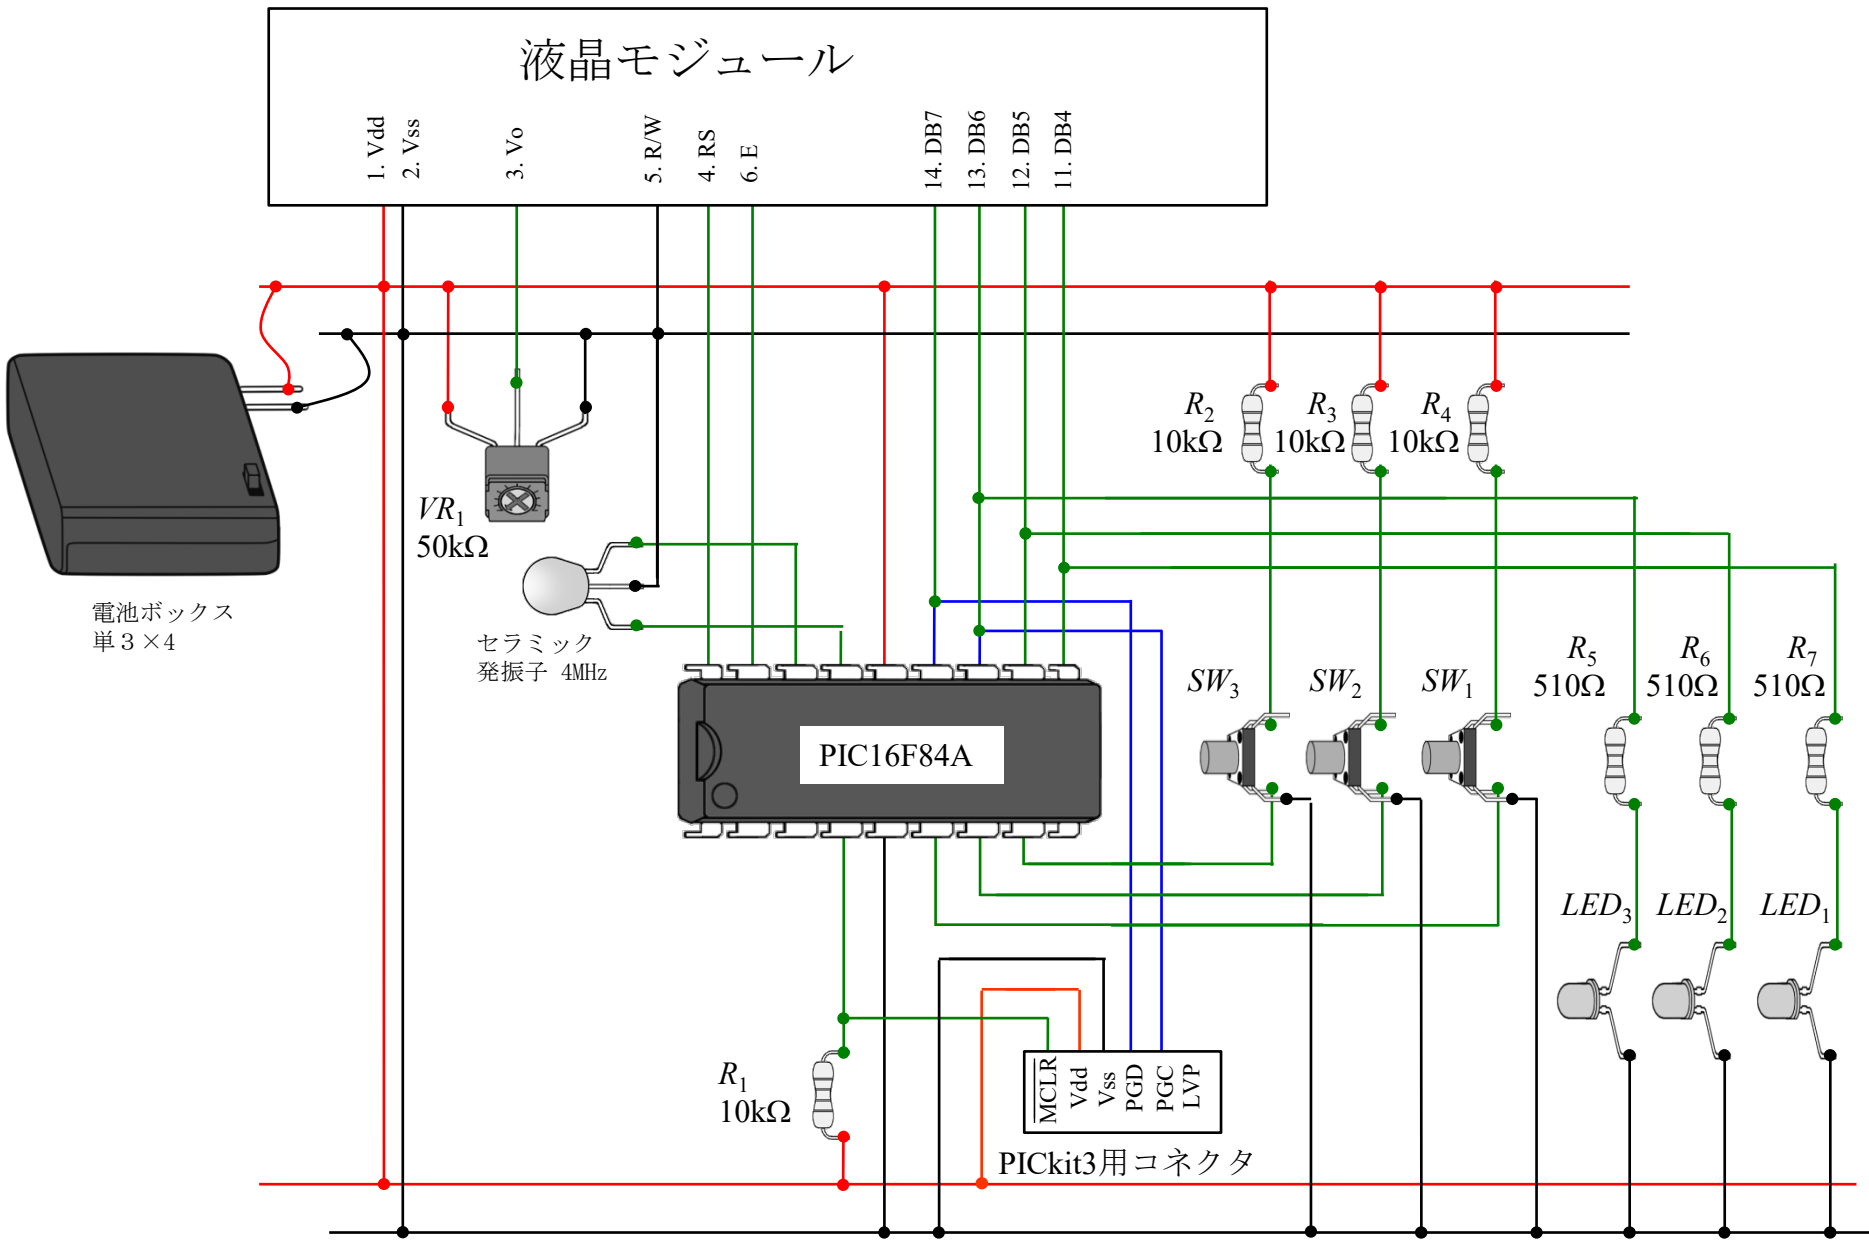 液晶モジュール
1. Vdd
2. Vss
3. Vo
5. R/W
4. RS
6. E
14. DB7
13. DB6
12. DB5
11. DB4
R2
10kΩ
R3
10kΩ
R4
10kΩ
VR1
50kΩ
電池ボックス
単３×4
セラミック
発振子 4MHz
PIC16F84A
SW3
SW2
SW1
R5
510Ω
R6
510Ω
R7
510Ω
LED3
LED2
LED1
R1
10kΩ
MCLR
Vdd
Vss
PGD
PGC
LVP
PICkit3用コネクタ